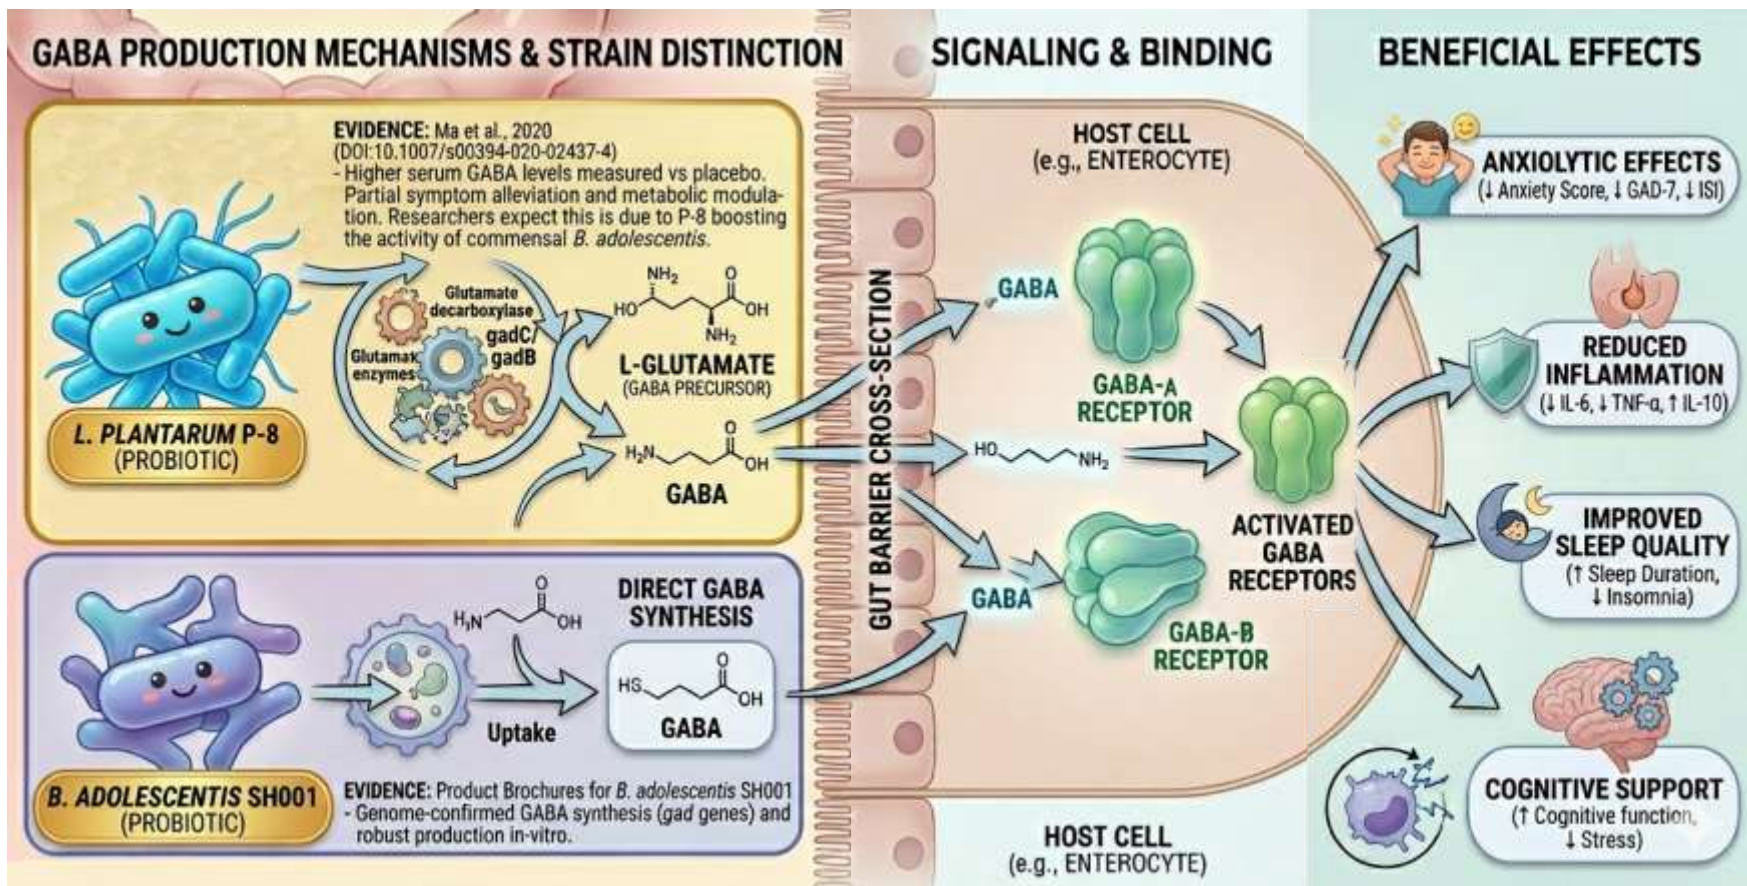 GABA PRODUCTION MECHANISMS & STRAIN DISTINCTION
EVIDENCE: Ma et al., 2020
(DOI:10.1007/s00394-020-02437-4)
- Higher serum GABA levels measured vs placebo.
Partial symptom alleviation and metabolic modula-
tion. Researchers expect this is due to P-8 boosting
the activity of commensal B. adolescentis.
Glutamate
decarboxylase
gadC/
gadB
Glutamax
enzymes
NH₂
O
HO
OH
NH₂
L-GLUTAMATE
(GABA PRECURSOR)
O
H₂N
OH
GABA
L. PLANTARUM P-8
(PROBIOTIC)
DIRECT GABA
SYNTHESIS
O
H₃N
OH
O
HS
OH
GABA
Uptake
B. ADOLESCENTIS SH001
(PROBIOTIC)
EVIDENCE: Product Brochures for B. adolescentis SH001
- Genome-confirmed GABA synthesis (gad genes) and
robust production in-vitro.
GUT BARRIER CROSS-SECTION
SIGNALING & BINDING
HOST CELL
(e.g., ENTEROCYTE)
GABA
GABA-A
RECEPTOR
HO
NH₂
ACTIVATED
GABA
RECEPTORS
GABA
GABA-B
RECEPTOR
HOST CELL
(e.g., ENTEROCYTE)
BENEFICIAL EFFECTS
ANXIOLYTIC EFFECTS
(↓ Anxiety Score, ↓ GAD-7, ↓ ISI)
REDUCED
INFLAMMATION
(↓ IL-6, ↓ TNF-α, ↑ IL-10)
IMPROVED
SLEEP QUALITY
(↑ Sleep Duration,
↓ Insomnia)
COGNITIVE SUPPORT
(↑ Cognitive function,
↓ Stress)